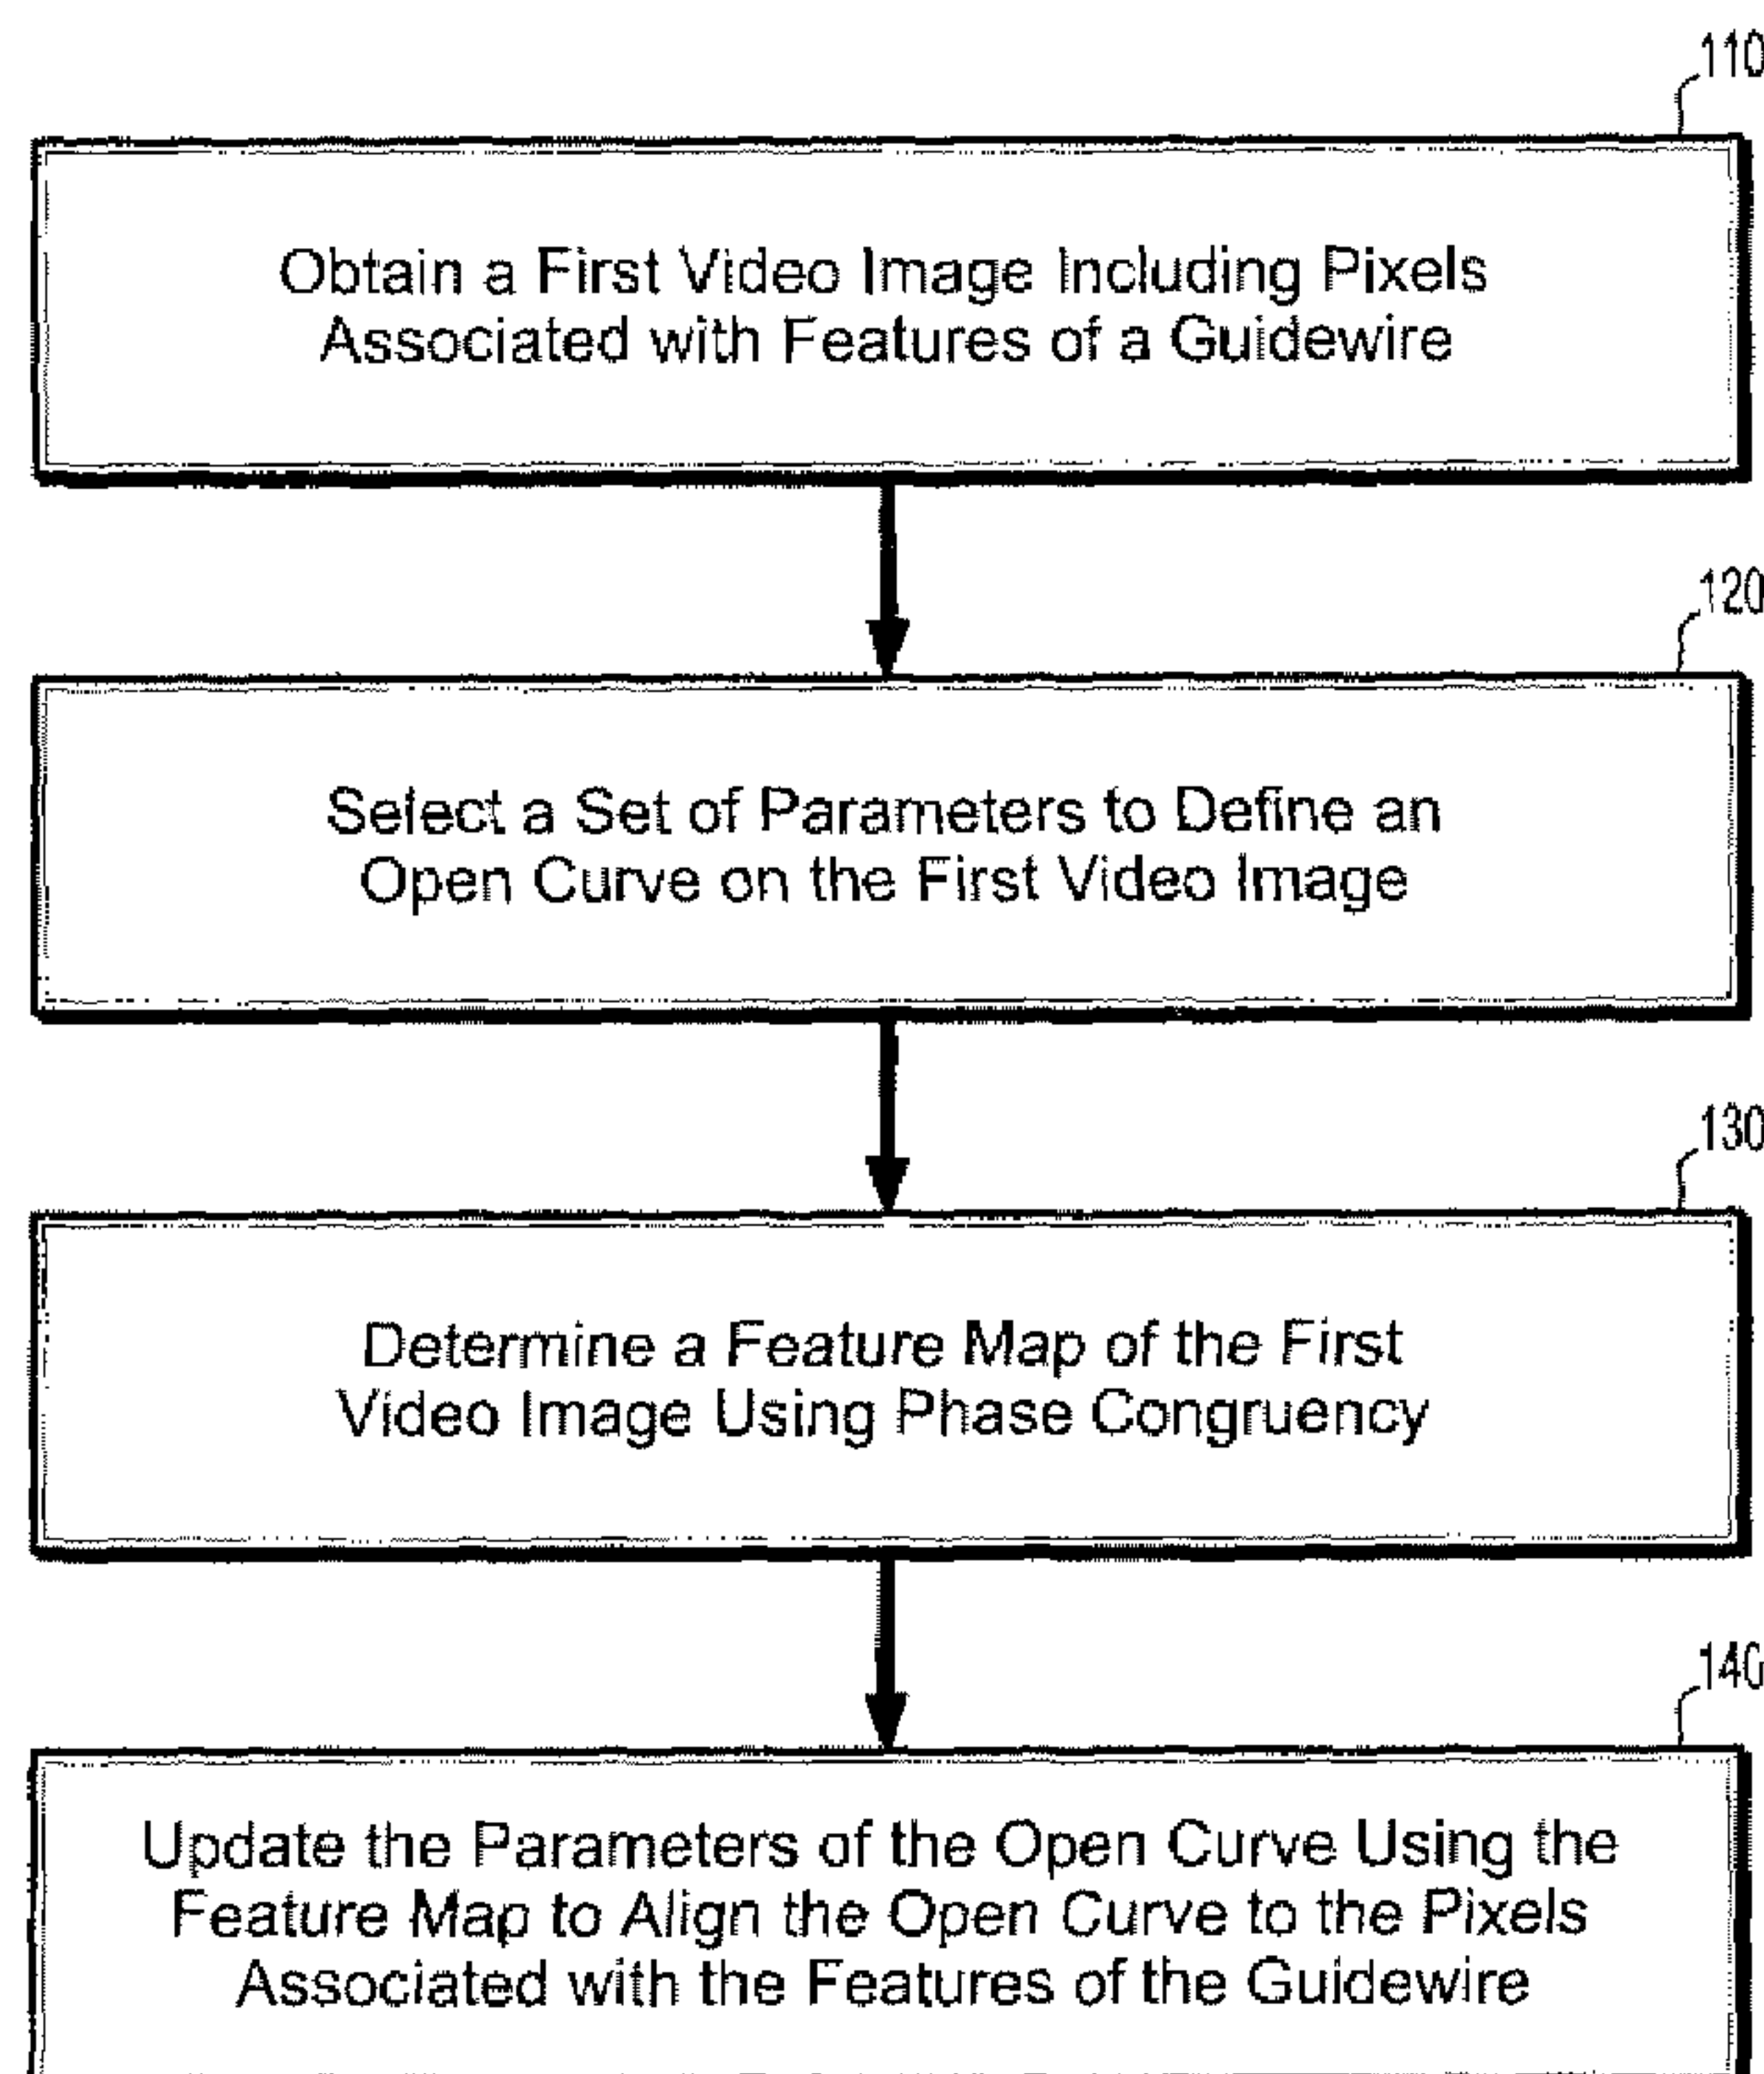 110
Obtain a First Video Image Including Pixels
Associated with Features of a Guidewire
120
Select a Set of Parameters to Define an
Open Curve on the First Video Image
130
Determine a Feature Map of the First
Video Image Using Phase Congruency
140
Update the Parameters of the Open Curve Using the
Feature Map to Align the Open Curve to the Pixels
Associated with the Features of the Guidewire